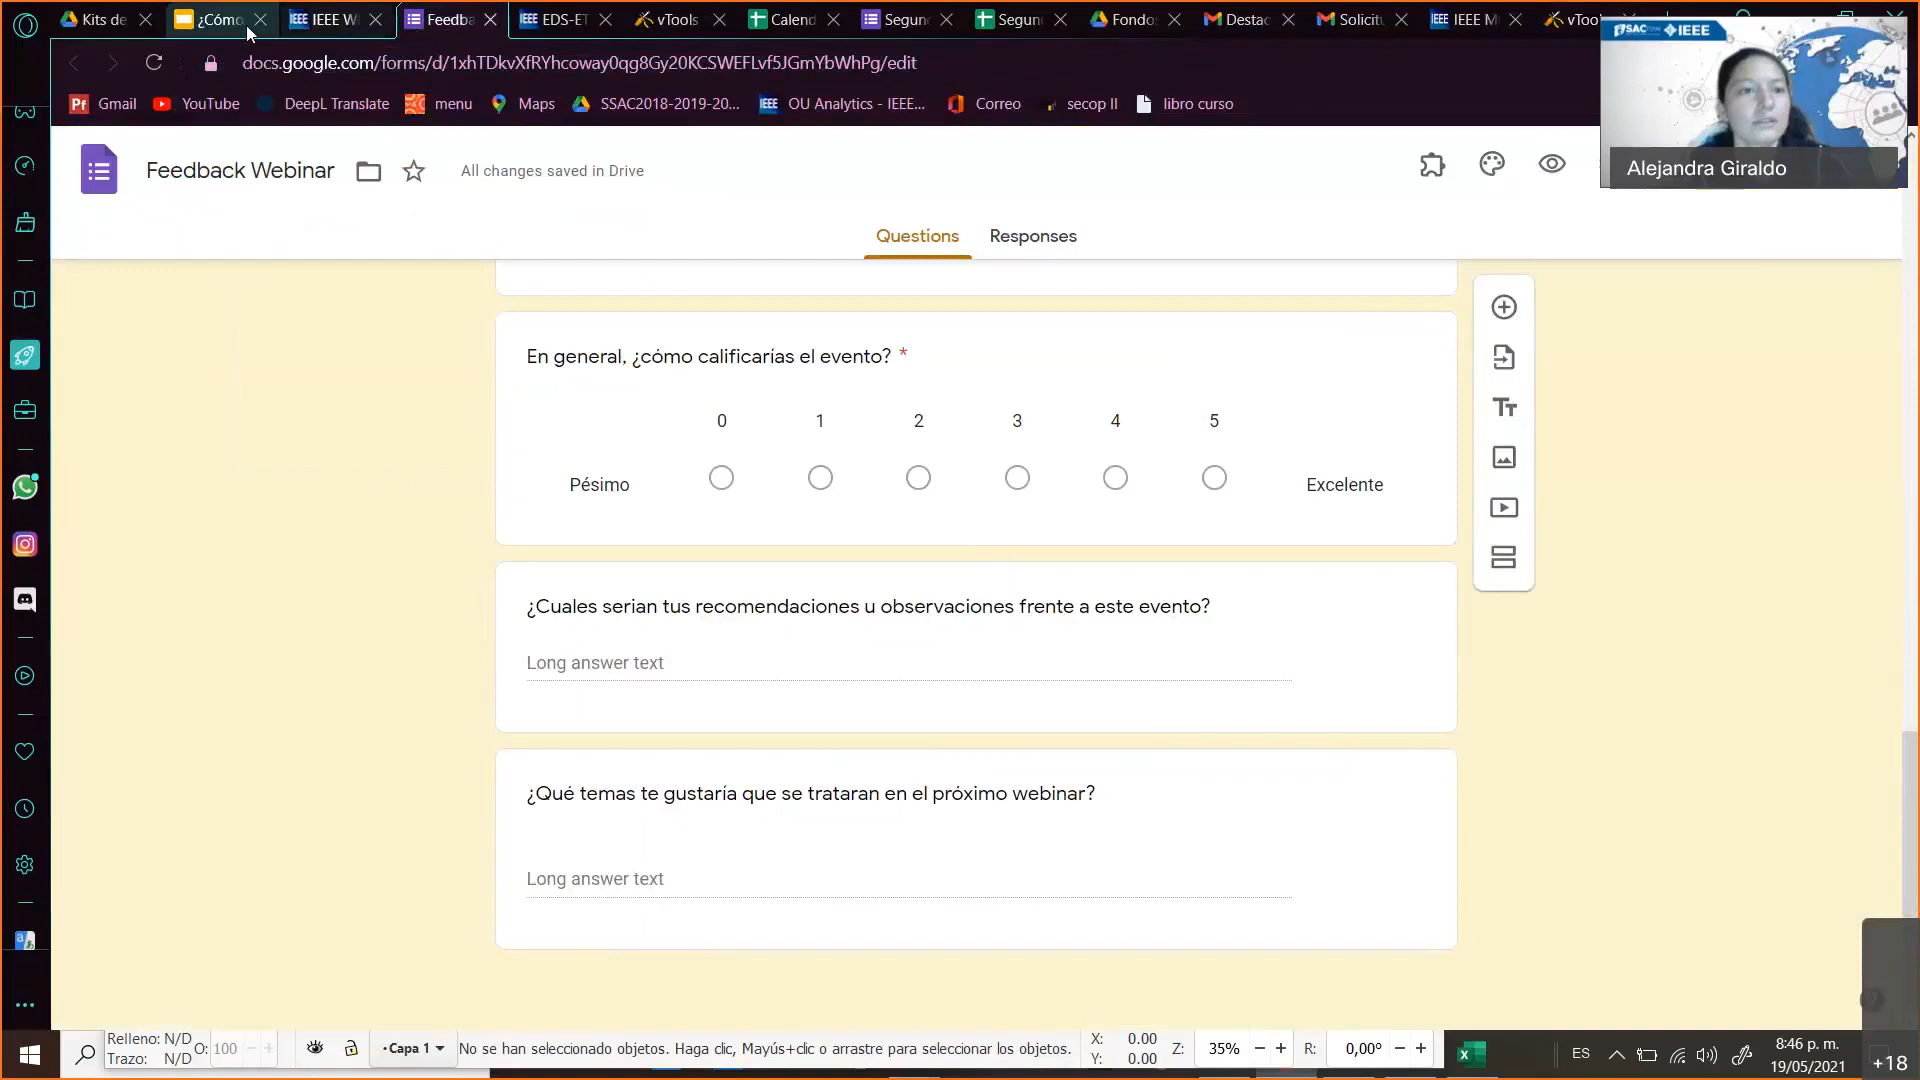 Kits de
¿Cómo
IEEE W
Feedba
EDS-ET
vTools
Calend
Segun
Segun
Fondos
Destac
Solicit
IEEE M
vToo
docs.google.com/forms/d/1xhTDkvXfRYhcoway0qg8Gy20KCSWEFLvf5JGmYbWhPg/edit
Gmail
YouTube
DeepL Translate
menu
Maps
SSAC2018-2019-20...
OU Analytics - IEEE...
Correo
secop II
libro curso
SAC
IEEE
Alejandra Giraldo
Feedback Webinar
All changes saved in Drive
Questions
Responses
En general, ¿cómo calificarías el evento? *
0 1 2 3 4 5
Pésimo
Excelente
¿Cuales serian tus recomendaciones u observaciones frente a este evento?
Long answer text
¿Qué temas te gustaría que se trataran en el próximo webinar?
Long answer text
Relleno: N/D
Trazo: N/D
O: 100
Capa 1
No se han seleccionado objetos. Haga clic, Mayús+clic o arrastre para seleccionar los objetos.
X: 0.00
Y: 0.00
Z: 35%
R: 0,00º
ES
8:46 p. m.
19/05/2021
+18